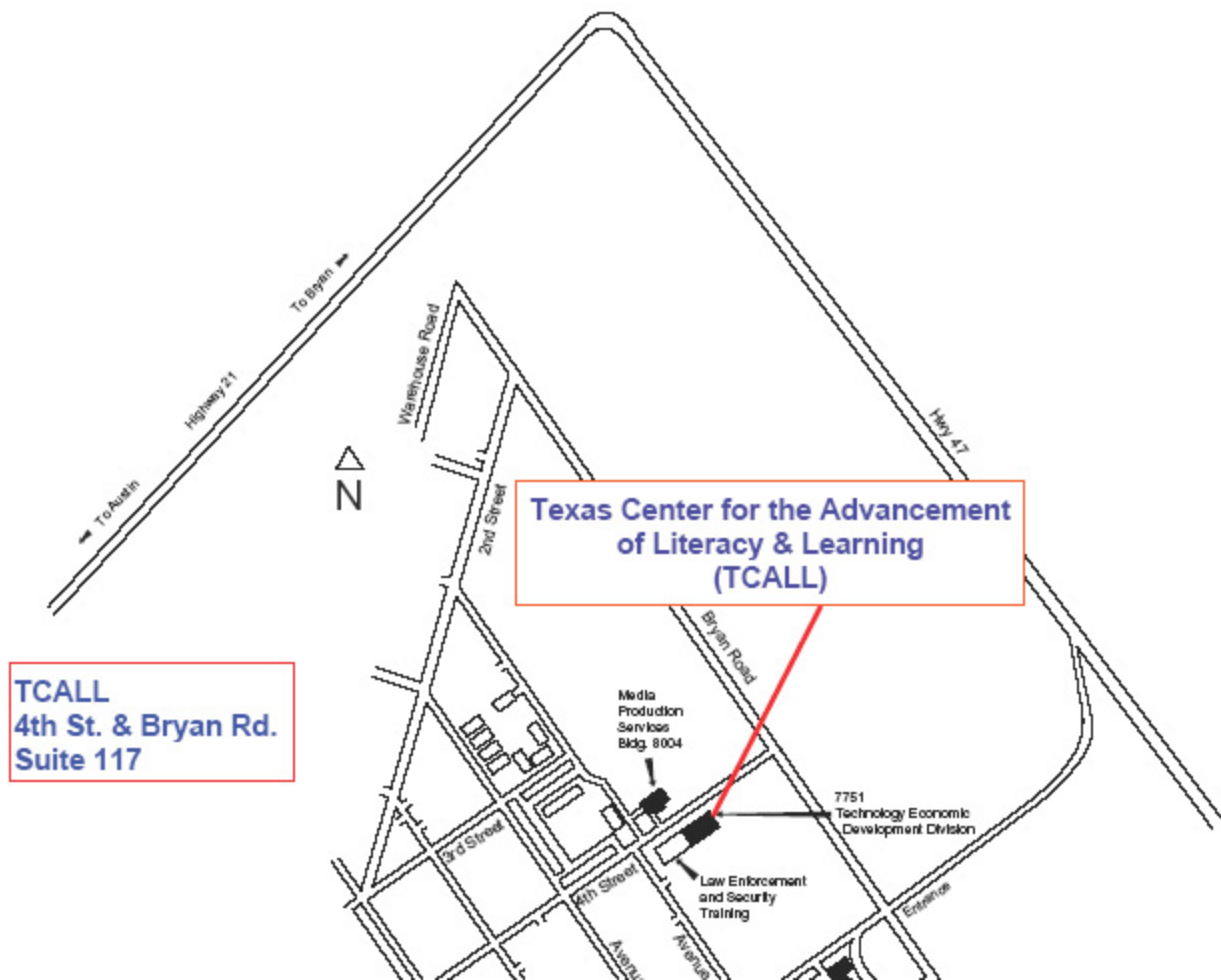 To Bryan
Highway 21
To Austin
Warehouse Road
Hwy 47
N
2nd Street
Texas Center for the Advancement
of Literacy & Learning
(TCALL)
Bryan Road
TCALL
4th St. & Bryan Rd.
Suite 117
Media
Production
Services
Bldg. 8004
7751
Technology Economic
Development Division
3rd Street
4th Street
Law Enforcement
and Security
Training
Entrance
Avenue
Avenue